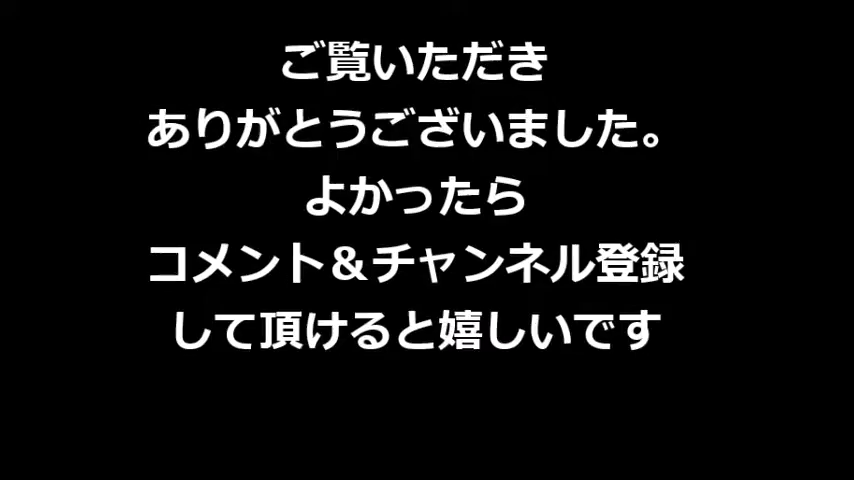 ご覧いただき
ありがとうございました。
よかったら
コメント＆チャンネル登録
して頂けると嬉しいです